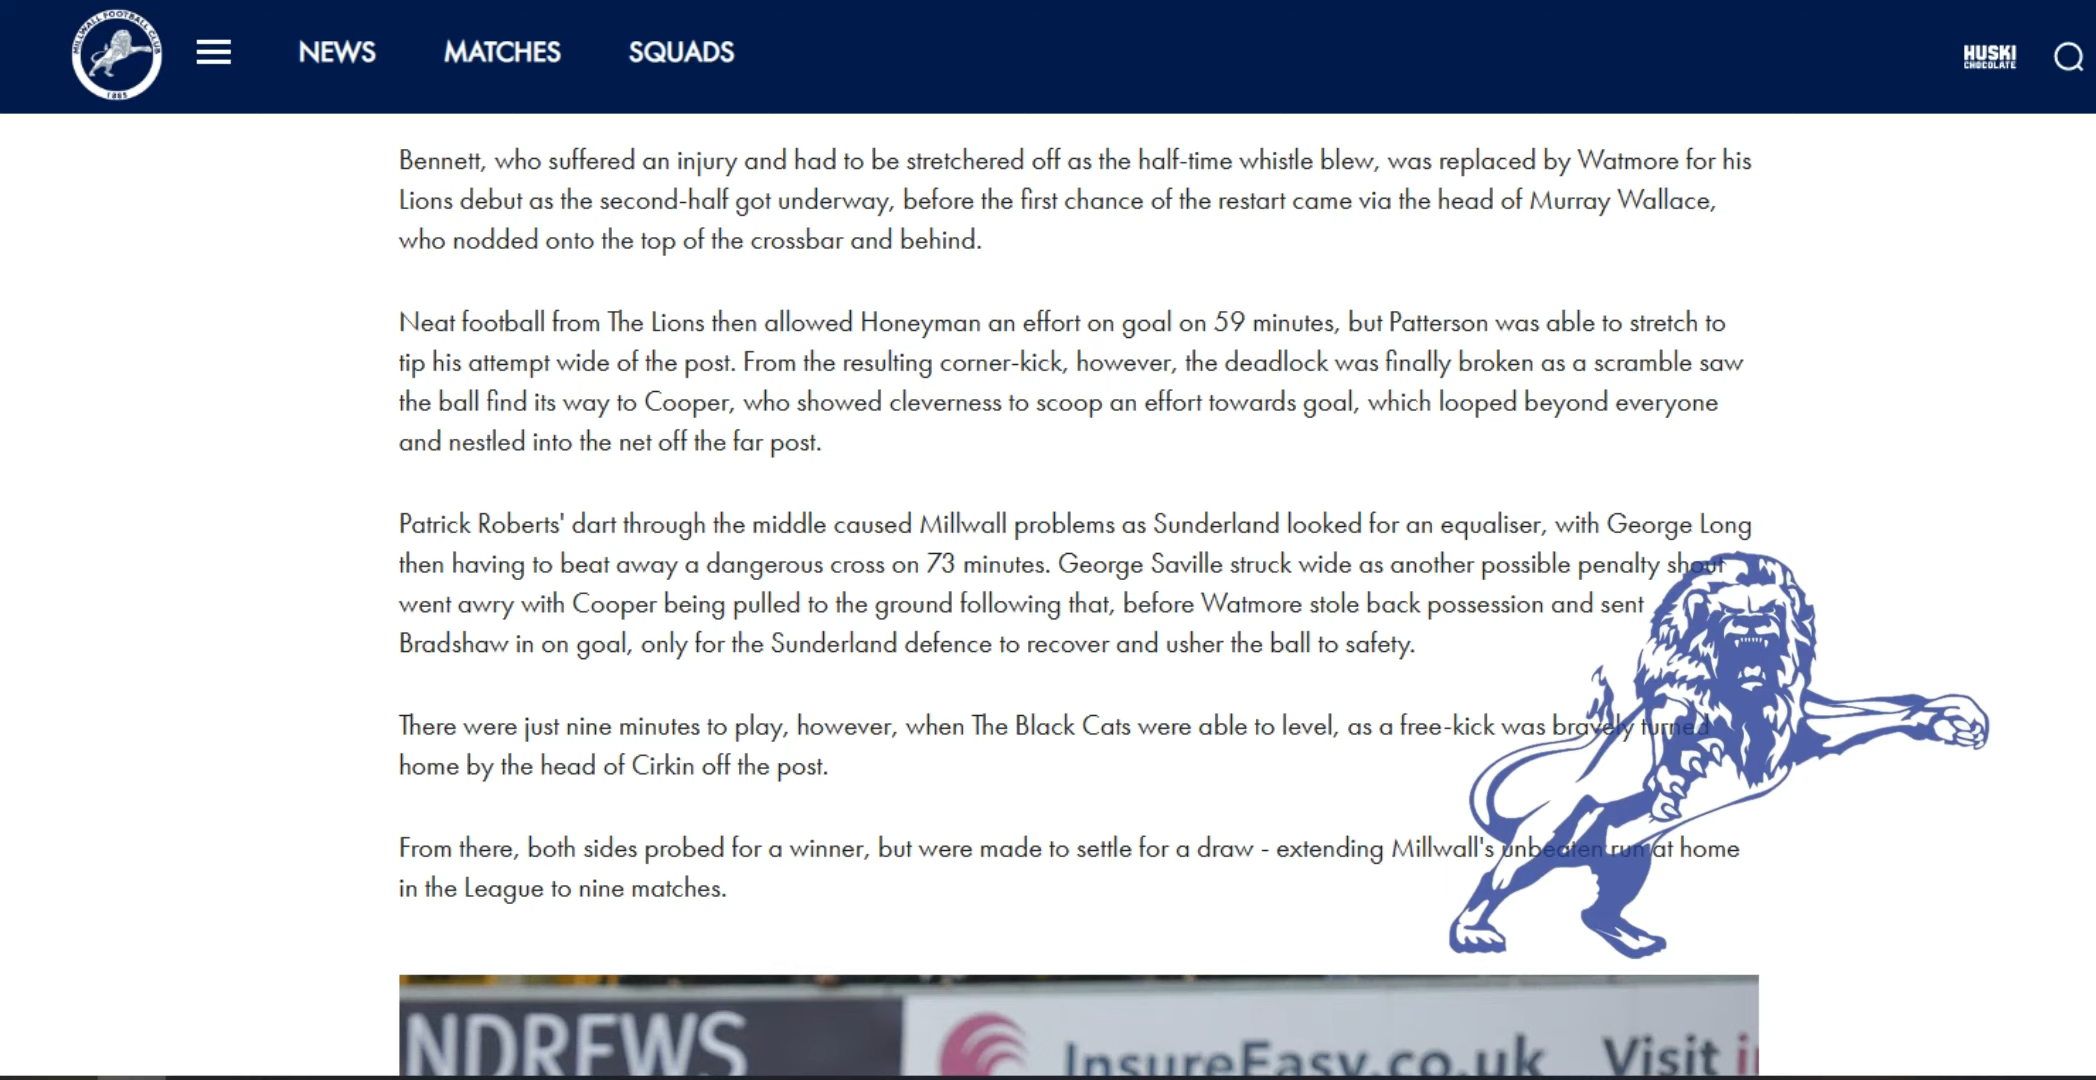 MILLWALL FOOTBALL CLUB
1885
NEWS MATCHES SQUADS
HUSKI
CHOCOLATE
Bennett, who suffered an injury and had to be stretchered off as the half-time whistle blew, was replaced by Watmore for his
Lions debut as the second-half got underway, before the first chance of the restart came via the head of Murray Wallace,
who nodded onto the top of the crossbar and behind.
Neat football from The Lions then allowed Honeyman an effort on goal on 59 minutes, but Patterson was able to stretch to
tip his attempt wide of the post. From the resulting corner-kick, however, the deadlock was finally broken as a scramble saw
the ball find its way to Cooper, who showed cleverness to scoop an effort towards goal, which looped beyond everyone
and nestled into the net off the far post.
Patrick Roberts' dart through the middle caused Millwall problems as Sunderland looked for an equaliser, with George Long
then having to beat away a dangerous cross on 73 minutes. George Saville struck wide as another possible penalty shout
went awry with Cooper being pulled to the ground following that, before Watmore stole back possession and sent
Bradshaw in on goal, only for the Sunderland defence to recover and usher the ball to safety.
There were just nine minutes to play, however, when The Black Cats were able to level, as a free-kick was bravely turned
home by the head of Cirkin off the post.
From there, both sides probed for a winner, but were made to settle for a draw - extending Millwall's unbeaten run at home
in the League to nine matches.
NDREWS InsureEasy.co.uk Visit i